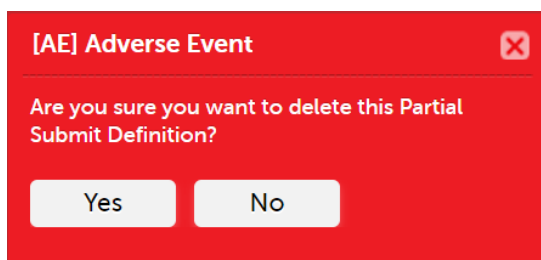 [AE] Adverse Event
Are you sure you want to delete this Partial
Submit Definition?
Yes No